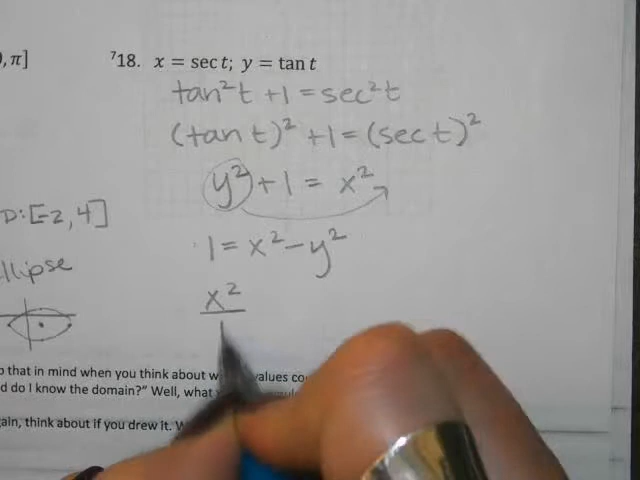 ,π]
⁷18. x = sec t; y = tan t
tan²t + 1 = sec²t
(tan t)² + 1 = (sec t)²
y² + 1 = x²
D:[-2,4]
1 = x² - y²
llipse
x²
1
o that in mind when you think about w values co
d do I know the domain?" Well, what
ain, think about if you drew it. W